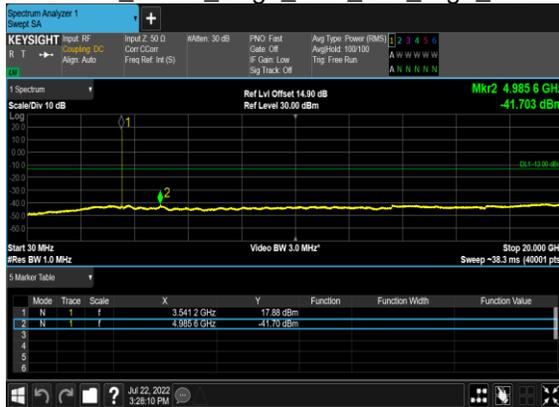 Spectrum Analyzer 1
Swept SA
+
KEYSIGHT
R T
LXI
Input: RF
Coupling: DC
Align: Auto
Input Z: 50 Ω
Corr CCorr
Freq Ref: Int (S)
#Atten: 30 dB
PNO: Fast
Gate: Off
IF Gain: Low
Sig Track: Off
Avg Type: Power (RMS)
Avg|Hold: 100/100
Trig: Free Run
1 2 3 4 5 6
A W W W W W
A N N N N N
1 Spectrum
Scale/Div 10 dB
Ref Lvl Offset 14.90 dB
Ref Level 30.00 dBm
Mkr2 4.985 6 GHz
-41.703 dBm
Log
20.0
10.0
0.00
-10.0
-20.0
-30.0
-40.0
-50.0
-60.0
1
2
DL1 -13.00 dBm
Start 30 MHz
#Res BW 1.0 MHz
Video BW 3.0 MHz*
Stop 20.000 GHz
Sweep ~38.3 ms (40001 pts)
5 Marker Table
Mode Trace Scale X Y Function Function Width Function Value
1 N 1 f 3.541 2 GHz 17.88 dBm
2 N 1 f 4.985 6 GHz -41.70 dBm
3
4
5
6
?
Jul 22, 2022
3:28:10 PM